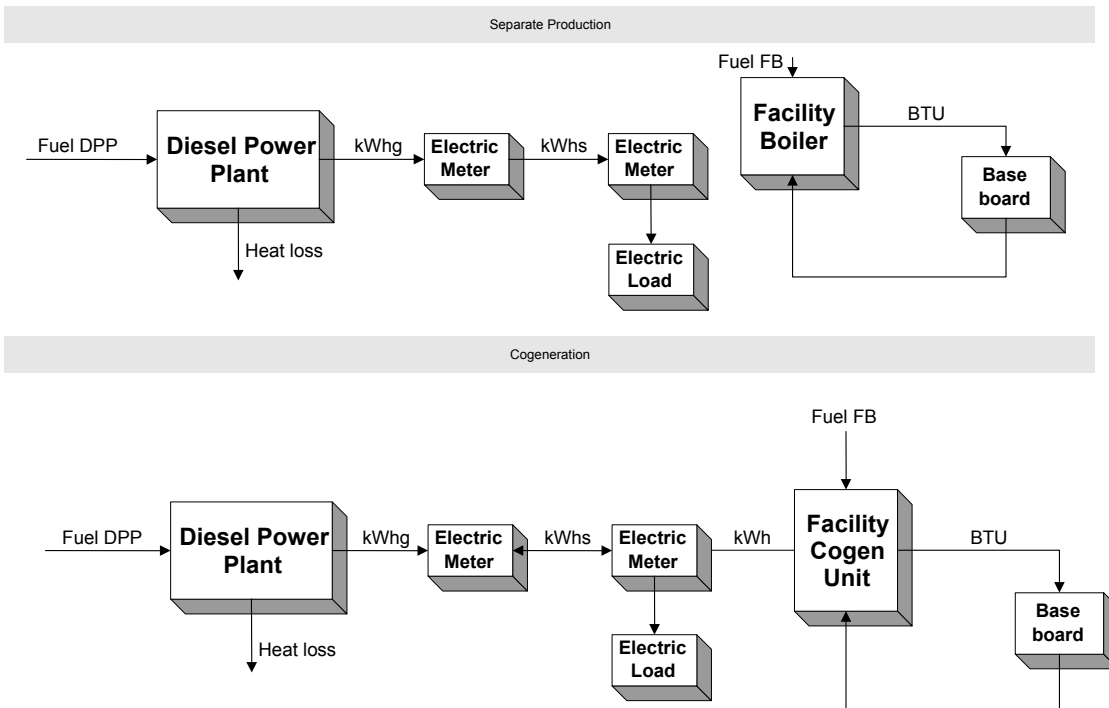 Separate Production
Fuel FB
Fuel DPP
Diesel Power
Plant
kWhg
Electric
Meter
kWhs
Electric
Meter
Facility
Boiler
BTU
Base
board
Heat loss
Electric
Load
Cogeneration
Fuel FB
Fuel DPP
Diesel Power
Plant
kWhg
Electric
Meter
kWhs
Electric
Meter
kWh
Facility
Cogen
Unit
BTU
Base
board
Heat loss
Electric
Load